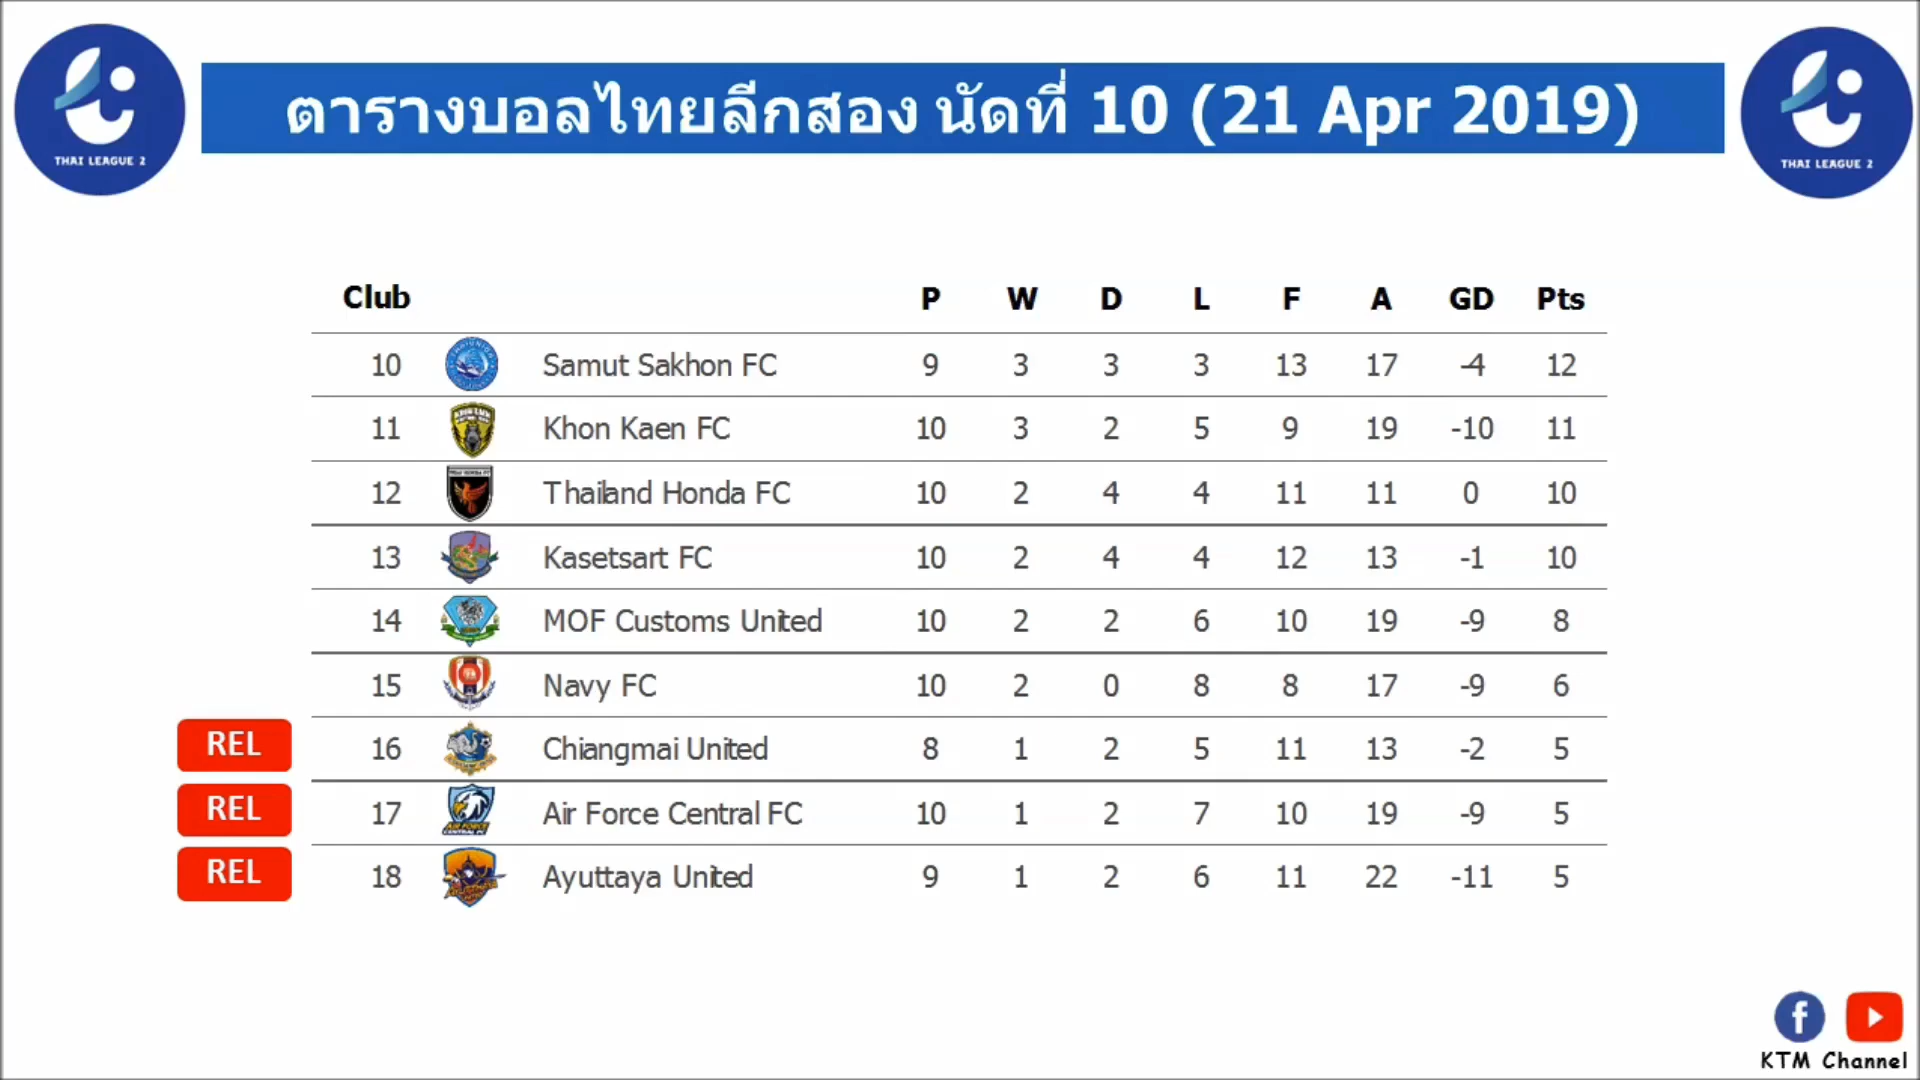 THAI LEAGUE 2
ตารางบอลไทยลีกสอง นัดที่ 10 (21 Apr 2019)
THAI LEAGUE 2
Club P W D L F A GD Pts
10 Samut Sakhon FC 9 3 3 3 13 17 -4 12
11 Khon Kaen FC 10 3 2 5 9 19 -10 11
12 Thailand Honda FC 10 2 4 4 11 11 0 10
13 Kasetsart FC 10 2 4 4 12 13 -1 10
14 MOF Customs United 10 2 2 6 10 19 -9 8
15 Navy FC 10 2 0 8 8 17 -9 6
REL 16 Chiangmai United 8 1 2 5 11 13 -2 5
REL 17 Air Force Central FC 10 1 2 7 10 19 -9 5
REL 18 Ayuttaya United 9 1 2 6 11 22 -11 5
KTM Channel